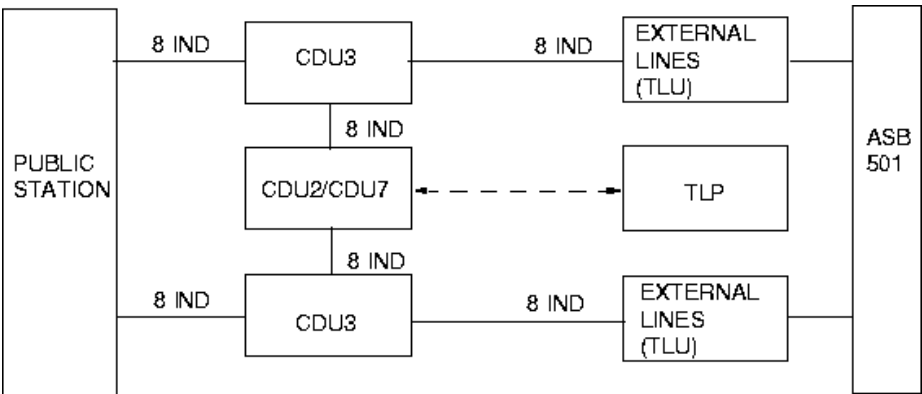 8 IND
CDU3
8 IND
EXTERNAL
LINES
(TLU)
8 IND
PUBLIC
STATION
CDU2/CDU7
TLP
ASB
501
8 IND
8 IND
CDU3
8 IND
EXTERNAL
LINES
(TLU)